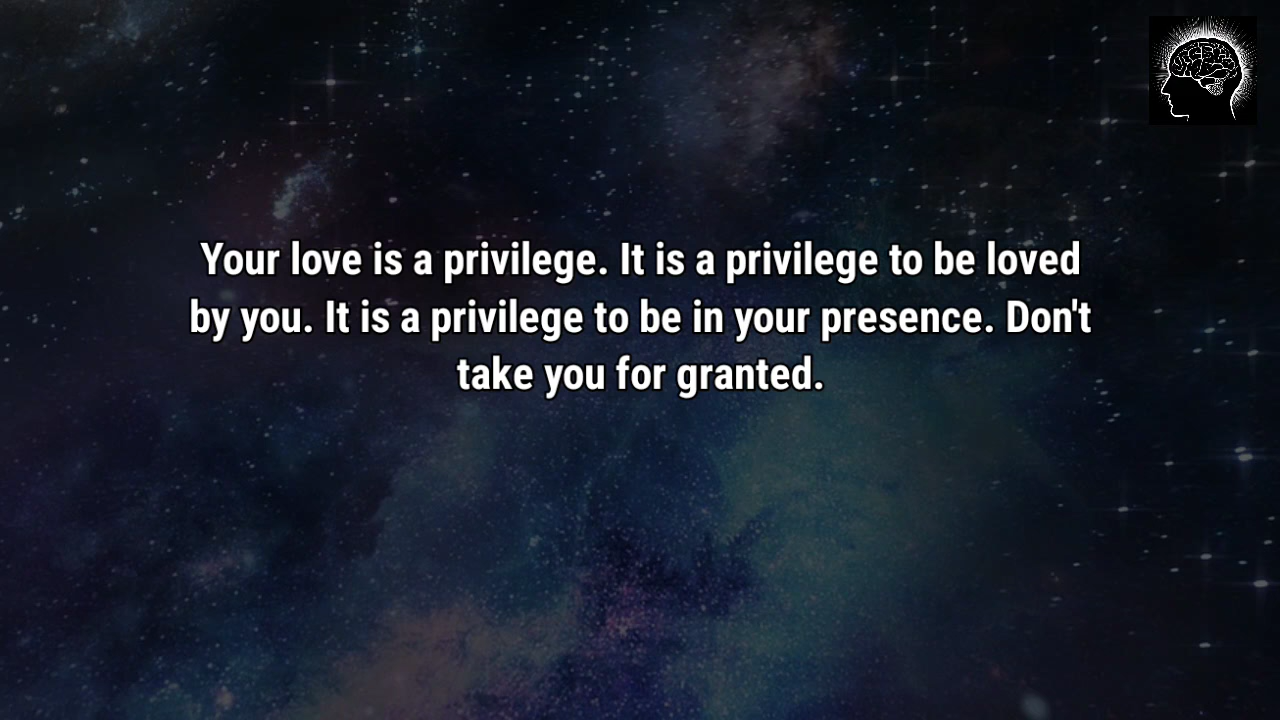 Your love is a privilege. It is a privilege to be loved
by you. It is a privilege to be in your presence. Don't
take you for granted.